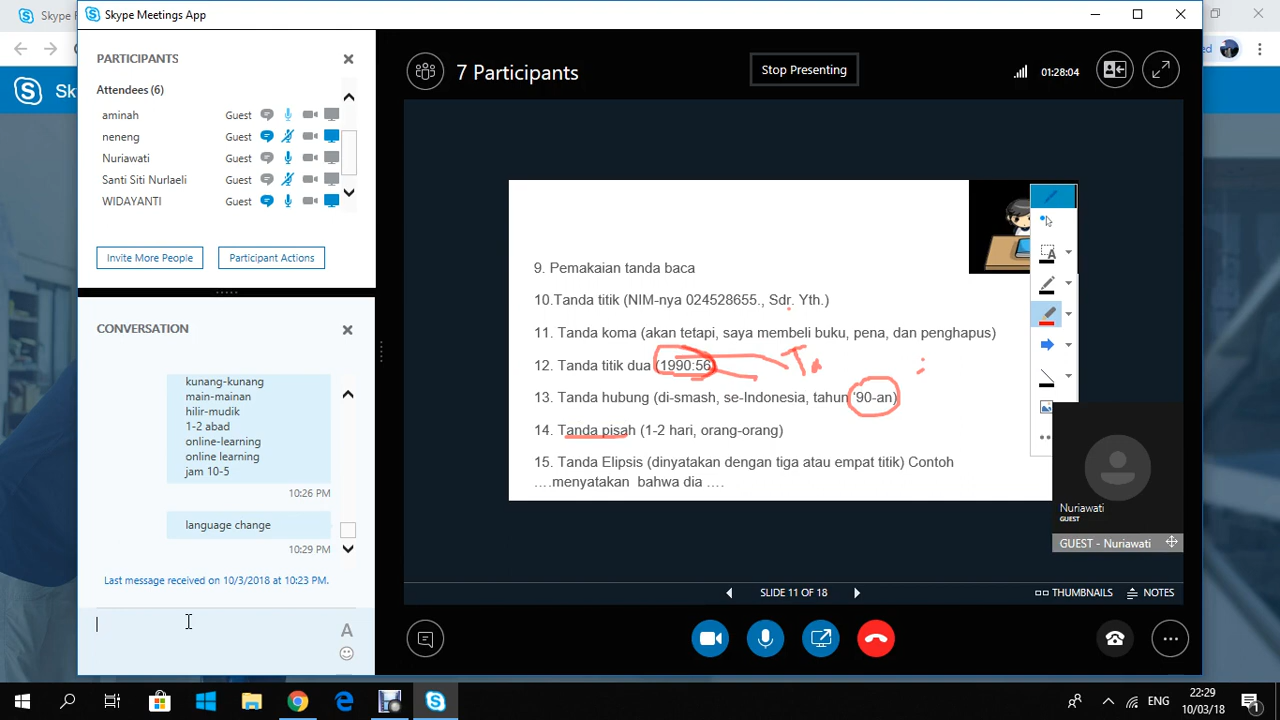 Skype
Skype Meetings App
PARTICIPANTS
Attendees (6)
aminah Guest
neneng Guest
Nuriawati Guest
Santi Siti Nurlaeli Guest
WIDAYANTI Guest
Invite More People
Participant Actions
CONVERSATION
kunang-kunang
main-mainan
hilir-mudik
1-2 abad
online-learning
online learning
jam 10-5
10:26 PM
language change
10:29 PM
Last message received on 10/3/2018 at 10:23 PM.
7 Participants
Stop Presenting
01:28:04
9. Pemakaian tanda baca
10.Tanda titik (NIM-nya 024528655., Sdr. Yth.)
11. Tanda koma (akan tetapi, saya membeli buku, pena, dan penghapus)
12. Tanda titik dua (1990:56)
13. Tanda hubung (di-smash, se-Indonesia, tahun '90-an)
14. Tanda pisah (1-2 hari, orang-orang)
15. Tanda Elipsis (dinyatakan dengan tiga atau empat titik) Contoh
....menyatakan bahwa dia ....
Nuriawati
GUEST
GUEST - Nuriawati
SLIDE 11 OF 18
THUMBNAILS
NOTES
ENG
22:29
10/03/18
1